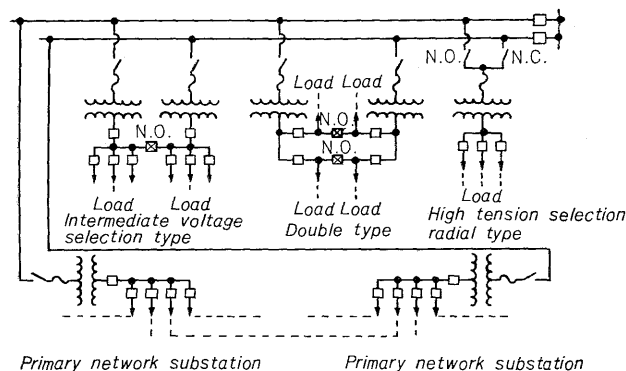 N.O. N.C.
Load Load
N.O. N.O.
N.O.
Load Load Load Load Load
Intermediate voltage selection type
Double type
High tension selection radial type
Primary network substation Primary network substation